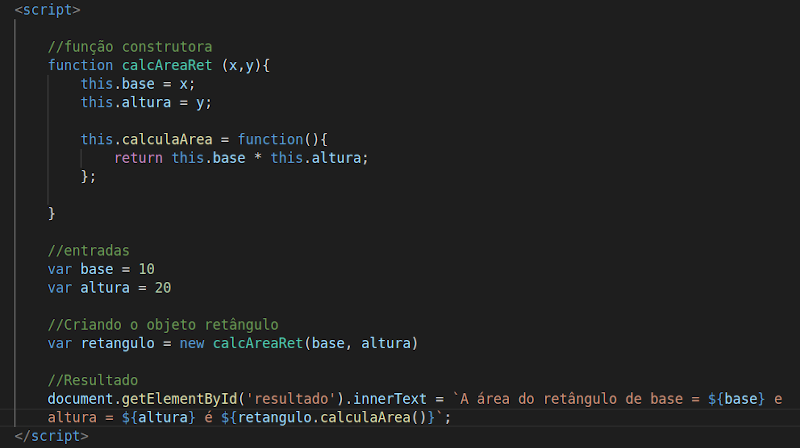 <script>
//função construtora
function calcAreaRet (x,y){
this.base = x;
this.altura = y;
this.calculaArea = function(){
return this.base * this.altura;
};
}
//entradas
var base = 10
var altura = 20
//Criando o objeto retângulo
var retangulo = new calcAreaRet(base, altura)
//Resultado
document.getElementById('resultado').innerText = `A área do retângulo de base = ${base} e
altura = ${altura} é ${retangulo.calculaArea()}`;
</script>